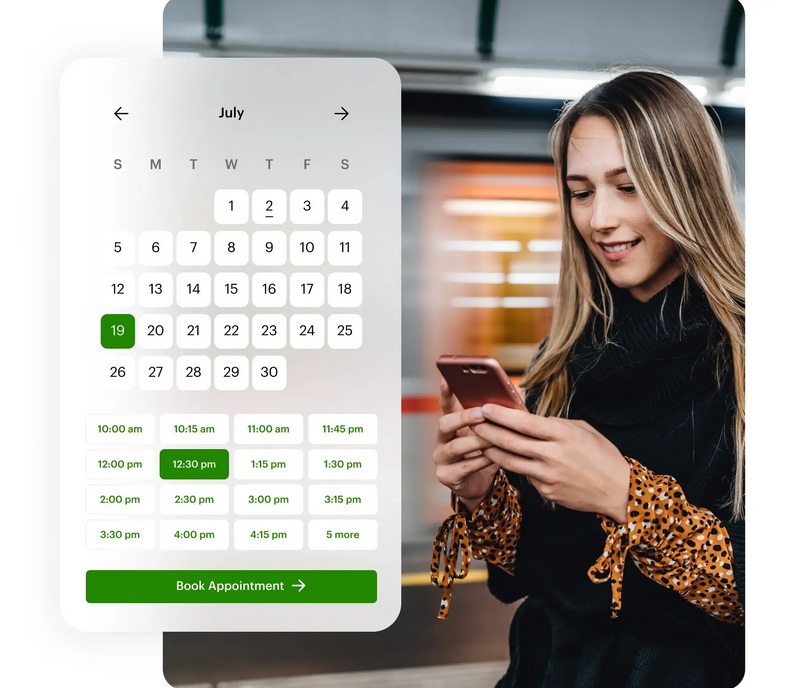 ← July →
S M T W T F S
1 2 3 4
5 6 7 8 9 10 11
12 13 14 15 16 17 18
19 20 21 22 23 24 25
26 27 28 29 30
10:00 am 10:15 am 11:00 am 11:45 pm
12:00 pm 12:30 pm 1:15 pm 1:30 pm
2:00 pm 2:30 pm 3:00 pm 3:15 pm
3:30 pm 4:00 pm 4:15 pm 5 more
Book Appointment →